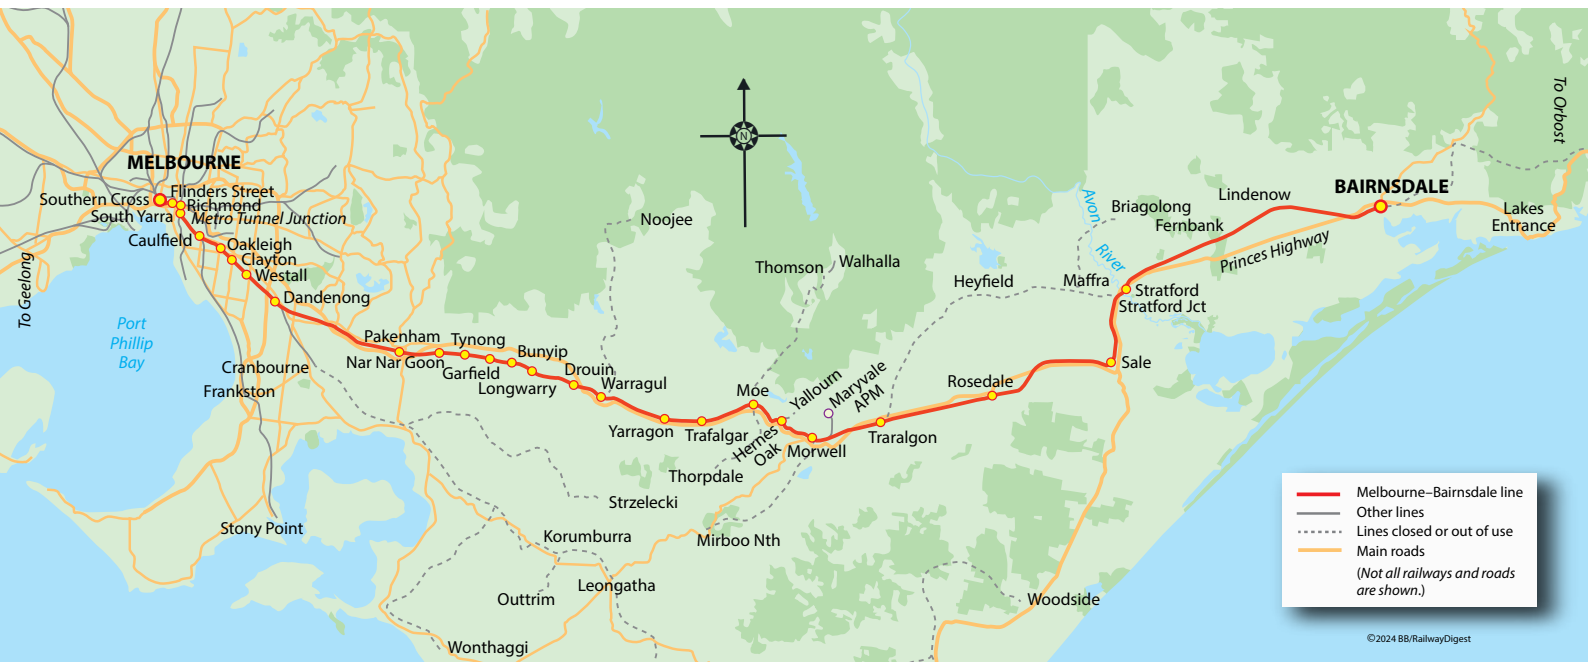 To Orbost
N
MELBOURNE
BAIRNSDALE
Lindenow
Flinders Street
Southern Cross
Richmond
South Yarra
Metro Tunnel Junction
Avon
River
Briagolong
Fernbank
Lakes
Entrance
Noojee
Caulfield
Oakleigh
Clayton
Westall
Princes Highway
To Geelong
Thomson
Walhalla
Heyfield
Maffra
Stratford
Stratford Jct
Dandenong
Port
Phillip
Bay
Pakenham
Tynong
Bunyip
Nar Nar Goon
Garfield
Longwarry
Drouin
Warragul
Cranbourne
Frankston
Sale
Rosedale
Moe
Yallourn
Maryvale
APM
Yarragon
Trafalgar
Hernes
Oak
Morwell
Traralgon
Thorpdale
Strzelecki
Stony Point
Korumburra
Mirboo Nth
Leongatha
Outtrim
Woodside
Wonthaggi
Melbourne–Bairnsdale line
Other lines
Lines closed or out of use
Main roads
(Not all railways and roads
are shown.)
©2024 BB/RailwayDigest